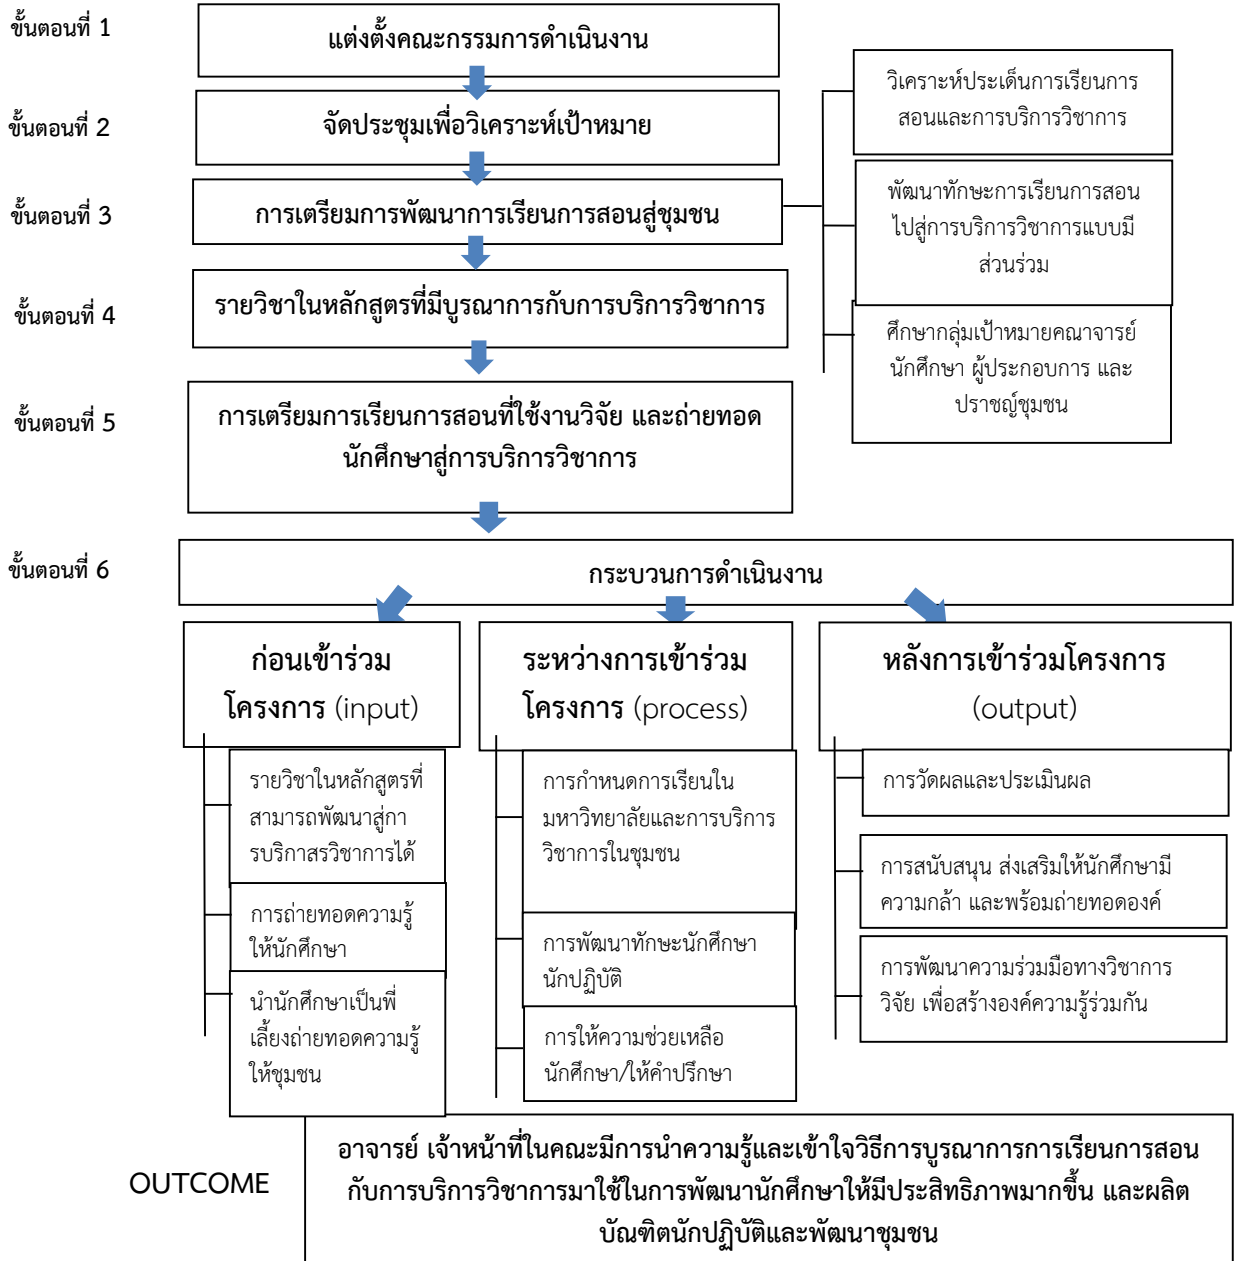 ขั้นตอนที่ 1
แต่งตั้งคณะกรรมการดำเนินงาน
ขั้นตอนที่ 2
จัดประชุมเพื่อวิเคราะห์เป้าหมาย
ขั้นตอนที่ 3
การเตรียมการพัฒนาการเรียนการสอนสู่ชุมชน
วิเคราะห์ประเด็นการเรียนการ
สอนและการบริการวิชาการ
พัฒนาทักษะการเรียนการสอน
ไปสู่การบริการวิชาการแบบมี
ส่วนร่วม
ศึกษากลุ่มเป้าหมายคณาจารย์
นักศึกษา ผู้ประกอบการ และ
ปราชญ์ชุมชน
ขั้นตอนที่ 4
รายวิชาในหลักสูตรที่มีบูรณาการกับการบริการวิชาการ
ขั้นตอนที่ 5
การเตรียมการเรียนการสอนที่ใช้งานวิจัย และถ่ายทอด
นักศึกษาสู่การบริการวิชาการ
ขั้นตอนที่ 6
กระบวนการดำเนินงาน
ก่อนเข้าร่วม
โครงการ (input)
รายวิชาในหลักสูตรที่
สามารถพัฒนาสู่กา
รบริกาสรวิชาการได้
การถ่ายทอดความรู้
ให้นักศึกษา
นำนักศึกษาเป็นพี่
เลี้ยงถ่ายทอดความรู้
ให้ชุมชน
ระหว่างการเข้าร่วม
โครงการ (process)
การกำหนดการเรียนใน
มหาวิทยาลัยและการบริการ
วิชาการในชุมชน
การพัฒนาทักษะนักศึกษา
นักปฏิบัติ
การให้ความช่วยเหลือ
นักศึกษา/ให้คำปรึกษา
หลังการเข้าร่วมโครงการ
(output)
การวัดผลและประเมินผล
การสนับสนุน ส่งเสริมให้นักศึกษามี
ความกล้า และพร้อมถ่ายทอดองค์
การพัฒนาความร่วมมือทางวิชาการ
วิจัย เพื่อสร้างองค์ความรู้ร่วมกัน
OUTCOME
อาจารย์ เจ้าหน้าที่ในคณะมีการนำความรู้และเข้าใจวิธีการบูรณาการการเรียนการสอน
กับการบริการวิชาการมาใช้ในการพัฒนานักศึกษาให้มีประสิทธิภาพมากขึ้น และผลิต
บัณฑิตนักปฏิบัติและพัฒนาชุมชน